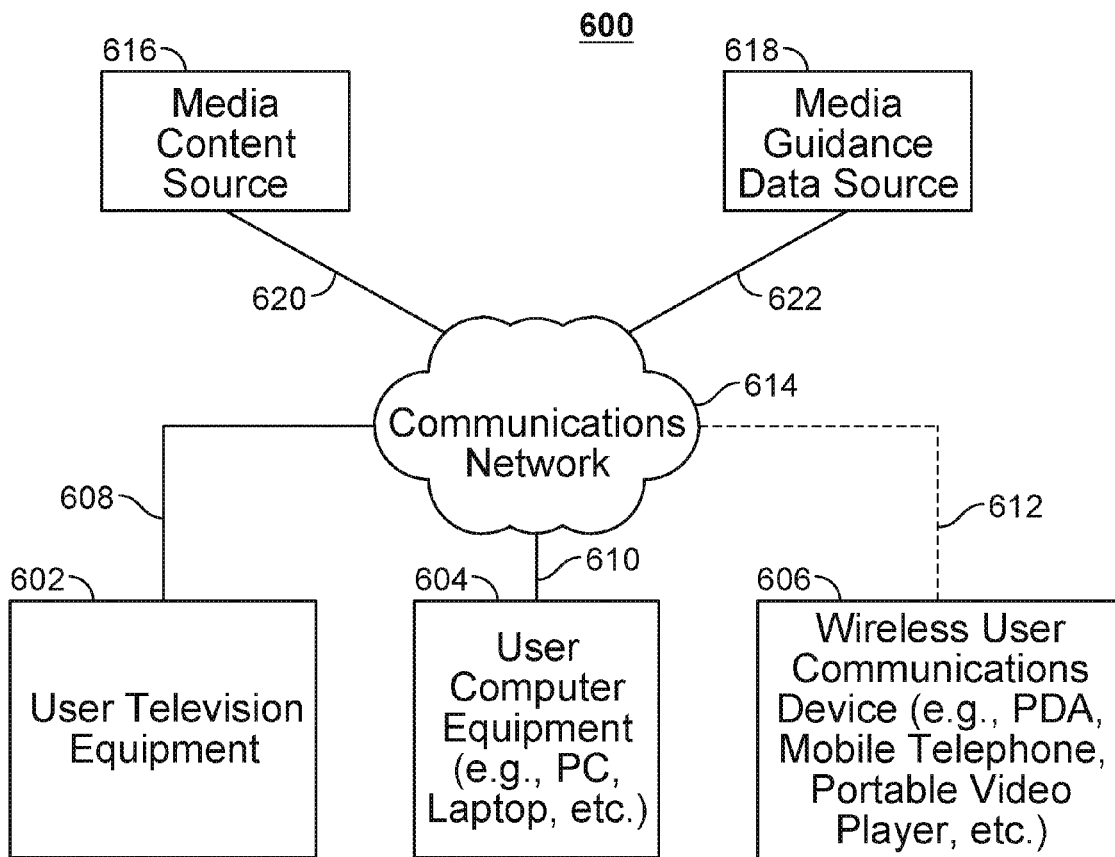 600
616
618
Media
Content
Source
Media
Guidance
Data Source
620
622
614
Communications
Network
608
612
610
602
604
606
User Television
Equipment
User
Computer
Equipment
(e.g., PC,
Laptop, etc.)
Wireless User
Communications
Device (e.g., PDA,
Mobile Telephone,
Portable Video
Player, etc.)